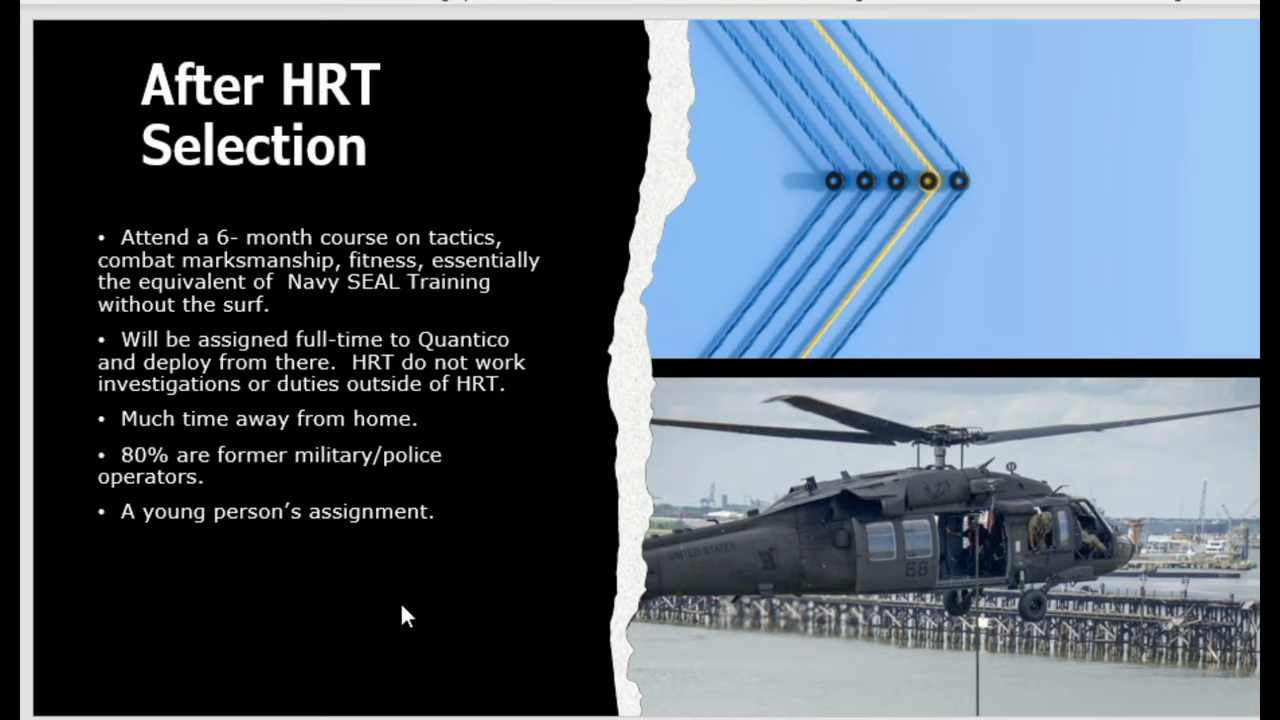 After HRT
Selection
• Attend a 6- month course on tactics,
combat marksmanship, fitness, essentially
the equivalent of  Navy SEAL Training
without the surf.
• Will be assigned full-time to Quantico
and deploy from there.  HRT do not work
investigations or duties outside of HRT.
• Much time away from home.
• 80% are former military/police
operators.
• A young person’s assignment.
UNITED STATES
68